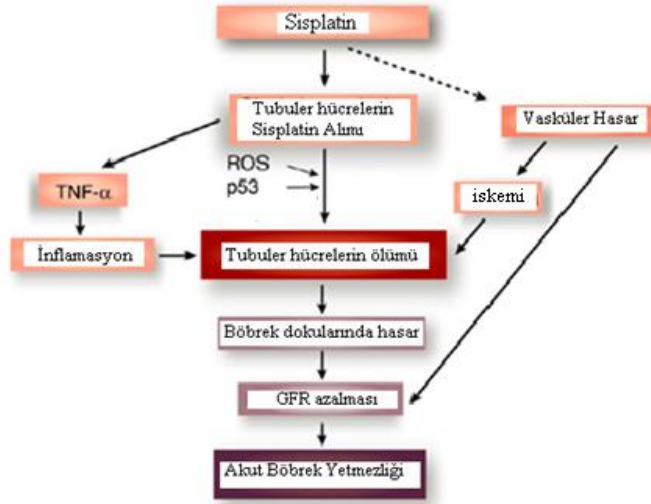 Sisplatin
Tubuler hücrelerin
Sisplatin Alımı
Vasküler Hasar
ROS
p53
TNF-α
iskemi
İnflamasyon
Tubuler hücrelerin ölümü
Böbrek dokularında hasar
GFR azalması
Akut Böbrek Yetmezliği